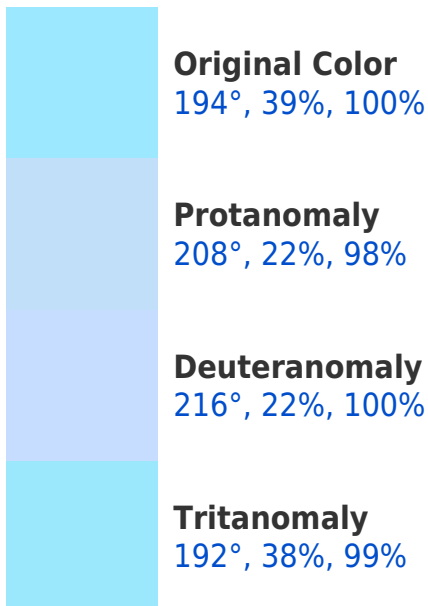 Original Color
194°, 39%, 100%
Protanomaly
208°, 22%, 98%
Deuteranomaly
216°, 22%, 100%
Tritanomaly
192°, 38%, 99%